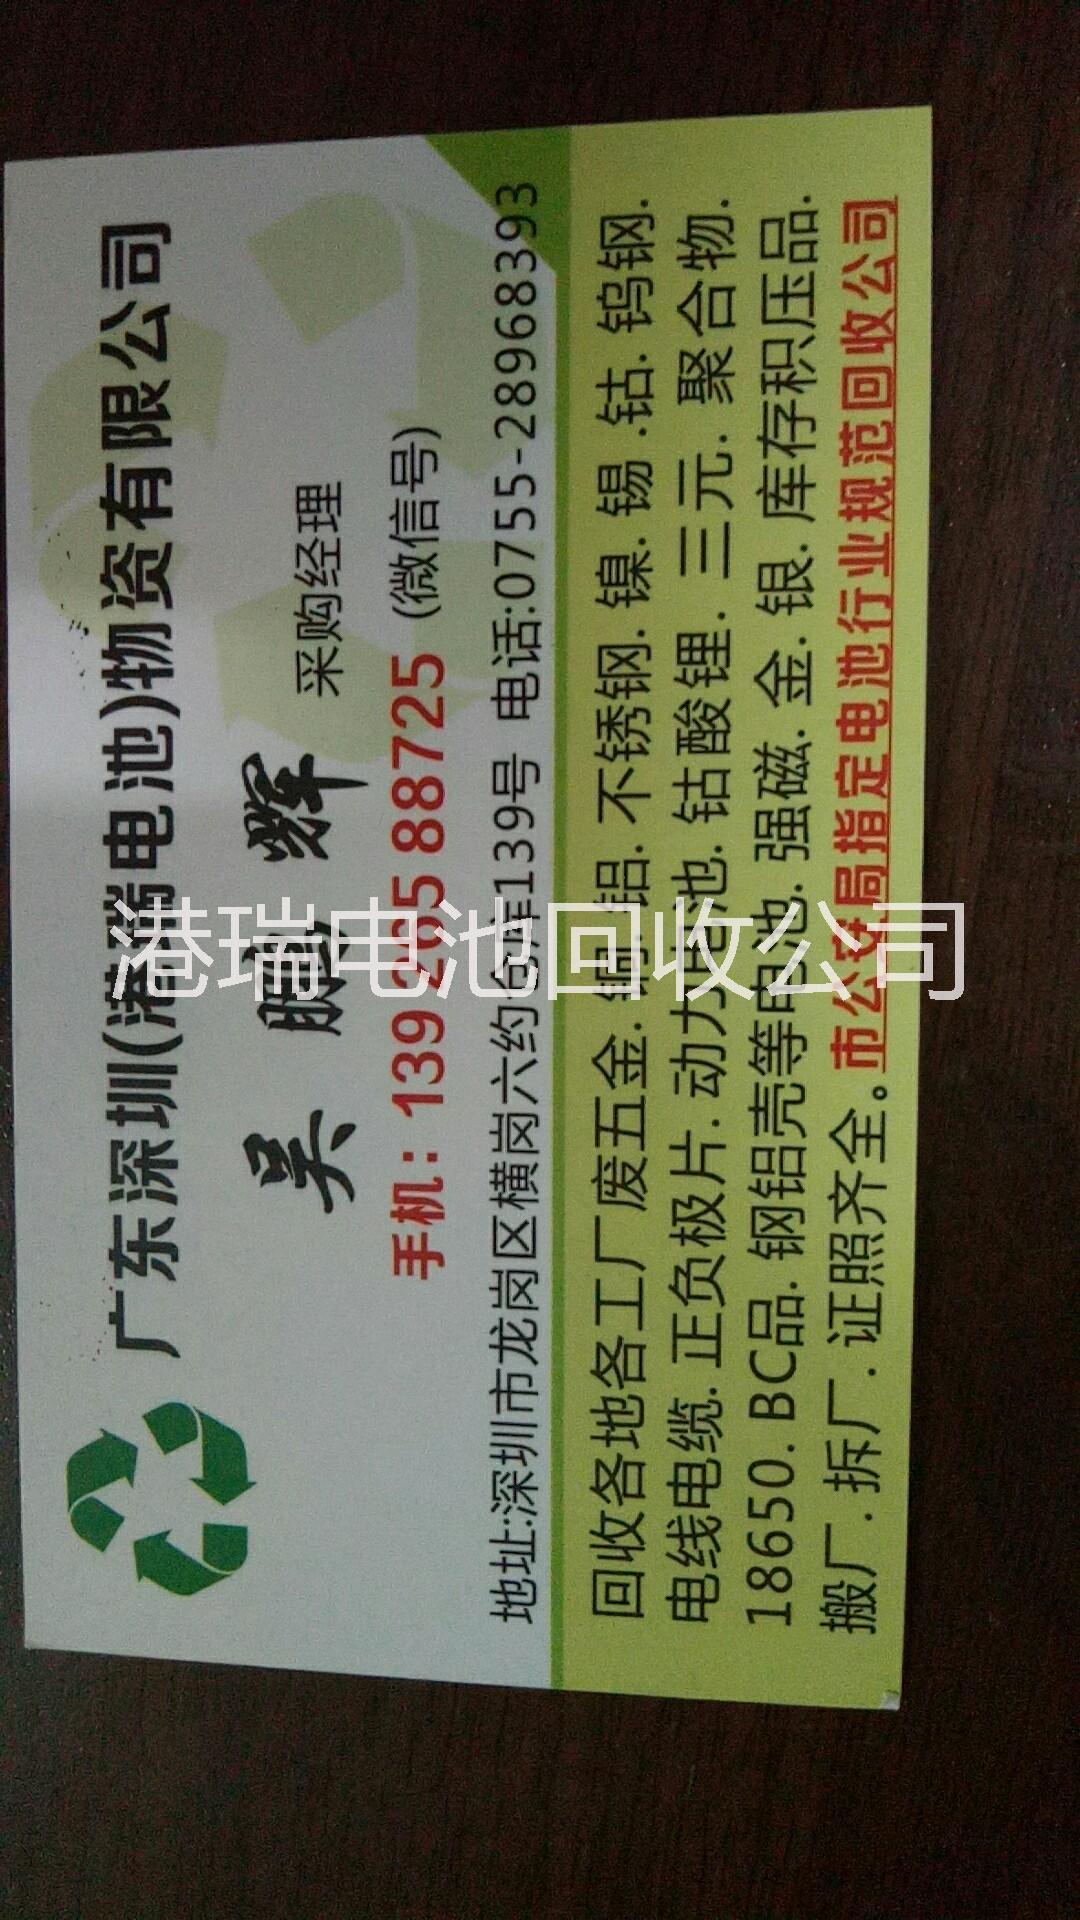 广东深圳(港瑞电池)物资有限公司
吴鹏辉 采购经理
手机：139 265 88725 (微信号)
地址:深圳市龙岗区横岗六约仓库139号 电话:0755-28968393
回收各地各工厂废五金.铜.铝.不锈钢.镍.锡.钴.钨钢.
电线电缆.正负极片.动力电池.钴酸锂.三元.聚合物.
18650.BC品.钢铝壳等电池.强磁.金.银.库存积压品.
搬厂.拆厂.证照齐全。市公安局指定电池行业规范回收公司
港瑞电池回收公司